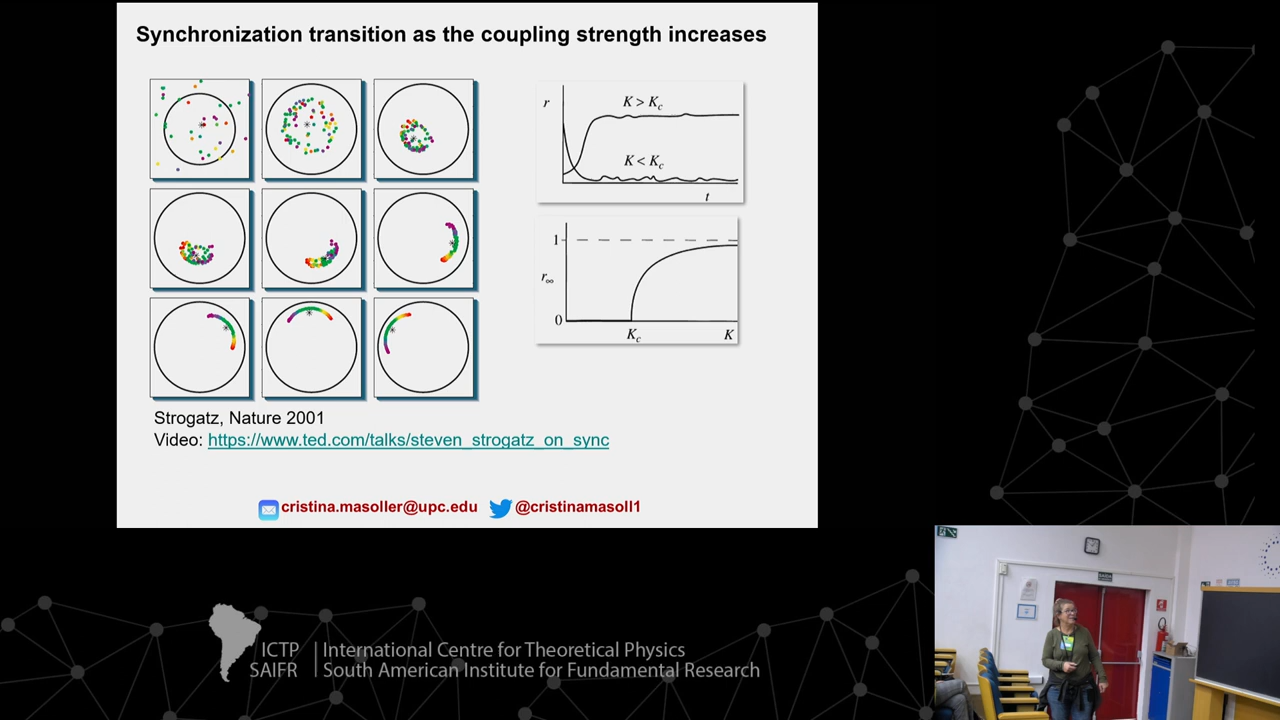 Synchronization transition as the coupling strength increases
r
K > Kc
K < Kc
t
1
r∞
0
Kc
K
Strogatz, Nature 2001
Video: https://www.ted.com/talks/steven_strogatz_on_sync
cristina.masoller@upc.edu
@cristinamasoll1
ICTP
SAIFR
International Centre for Theoretical Physics
South American Institute for Fundamental Research